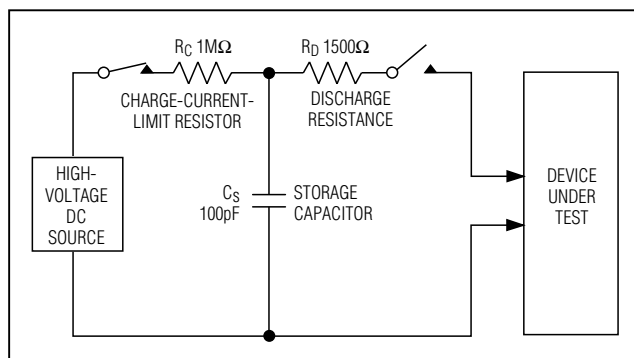 RC 1MΩ
CHARGE-CURRENT-
LIMIT RESISTOR
RD 1500Ω
DISCHARGE
RESISTANCE
HIGH-
VOLTAGE
DC
SOURCE
CS
100pF
STORAGE
CAPACITOR
DEVICE
UNDER
TEST